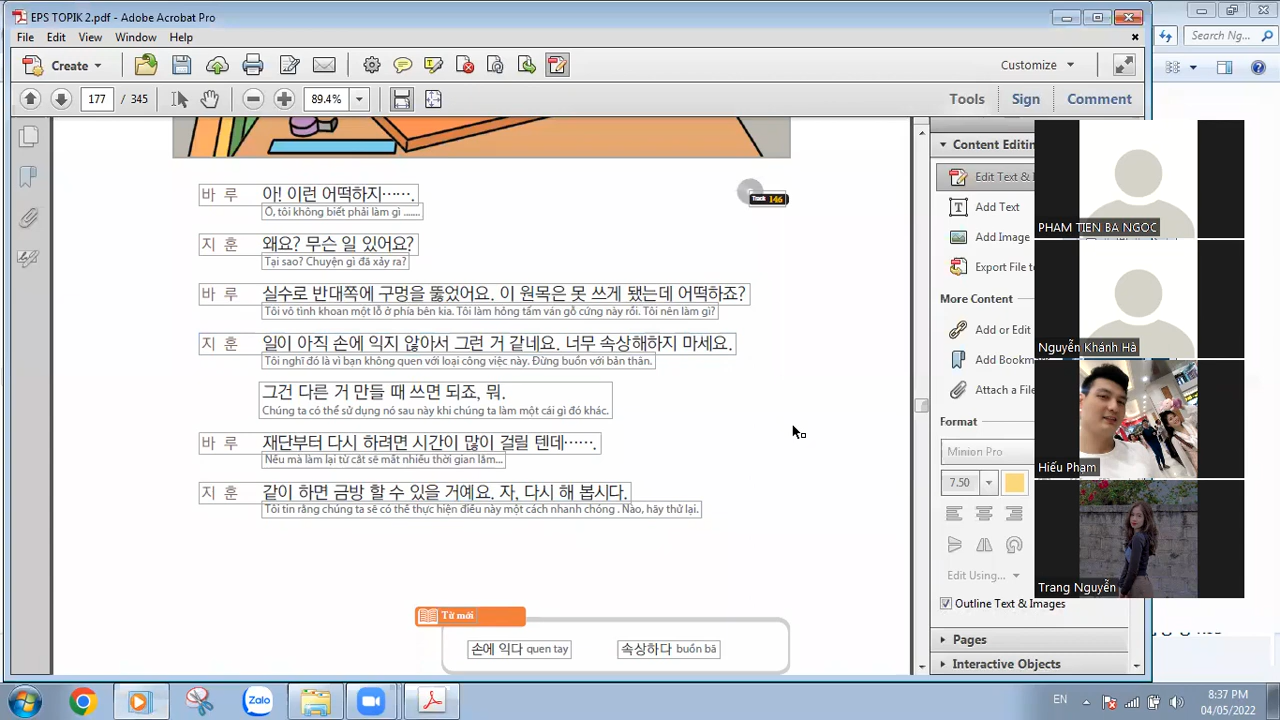 EPS TOPIK 2.pdf - Adobe Acrobat Pro
File Edit View Window Help
Search Ng...
Create
Customize
177 / 345
89.4%
Tools Sign Comment
Content Editin
Edit Text &
Add Text
Add Image
Export File to
More Content
Add or Edit
Add Bookm
Attach a File
Format
Minion Pro
7.50
Edit Using...
Outline Text & Images
Pages
Interactive Objects
Track 146
바 루 아! 이런 어떡하지…….
Ồ, tôi không biết phải làm gì .......
지 훈 왜요? 무슨 일 있어요?
Tại sao? Chuyện gì đã xảy ra?
바 루 실수로 반대쪽에 구멍을 뚫었어요. 이 원목은 못 쓰게 됐는데 어떡하죠?
Tôi vô tình khoan một lỗ ở phía bên kia. Tôi làm hỏng tấm ván gỗ cứng này rồi. Tôi nên làm gì?
지 훈 일이 아직 손에 익지 않아서 그런 거 같네요. 너무 속상해하지 마세요.
Tôi nghĩ đó là vì bạn không quen với loại công việc này. Đừng buồn với bản thân.
그건 다른 거 만들 때 쓰면 되죠, 뭐.
Chúng ta có thể sử dụng nó sau này khi chúng ta làm một cái gì đó khác.
바 루 재단부터 다시 하려면 시간이 많이 걸릴 텐데…….
Nếu mà làm lại từ cắt sẽ mất nhiều thời gian lắm...
지 훈 같이 하면 금방 할 수 있을 거예요. 자, 다시 해 봅시다.
Tôi tin rằng chúng ta sẽ có thể thực hiện điều này một cách nhanh chóng . Nào, hãy thử lại.
Từ mới
손에 익다 quen tay
속상하다 buồn bã
PHAM TIEN BA NGOC
Nguyễn Khánh Hà
Hiếu Phạm
Trang Nguyễn
Zalo
EN
8:37 PM
04/05/2022